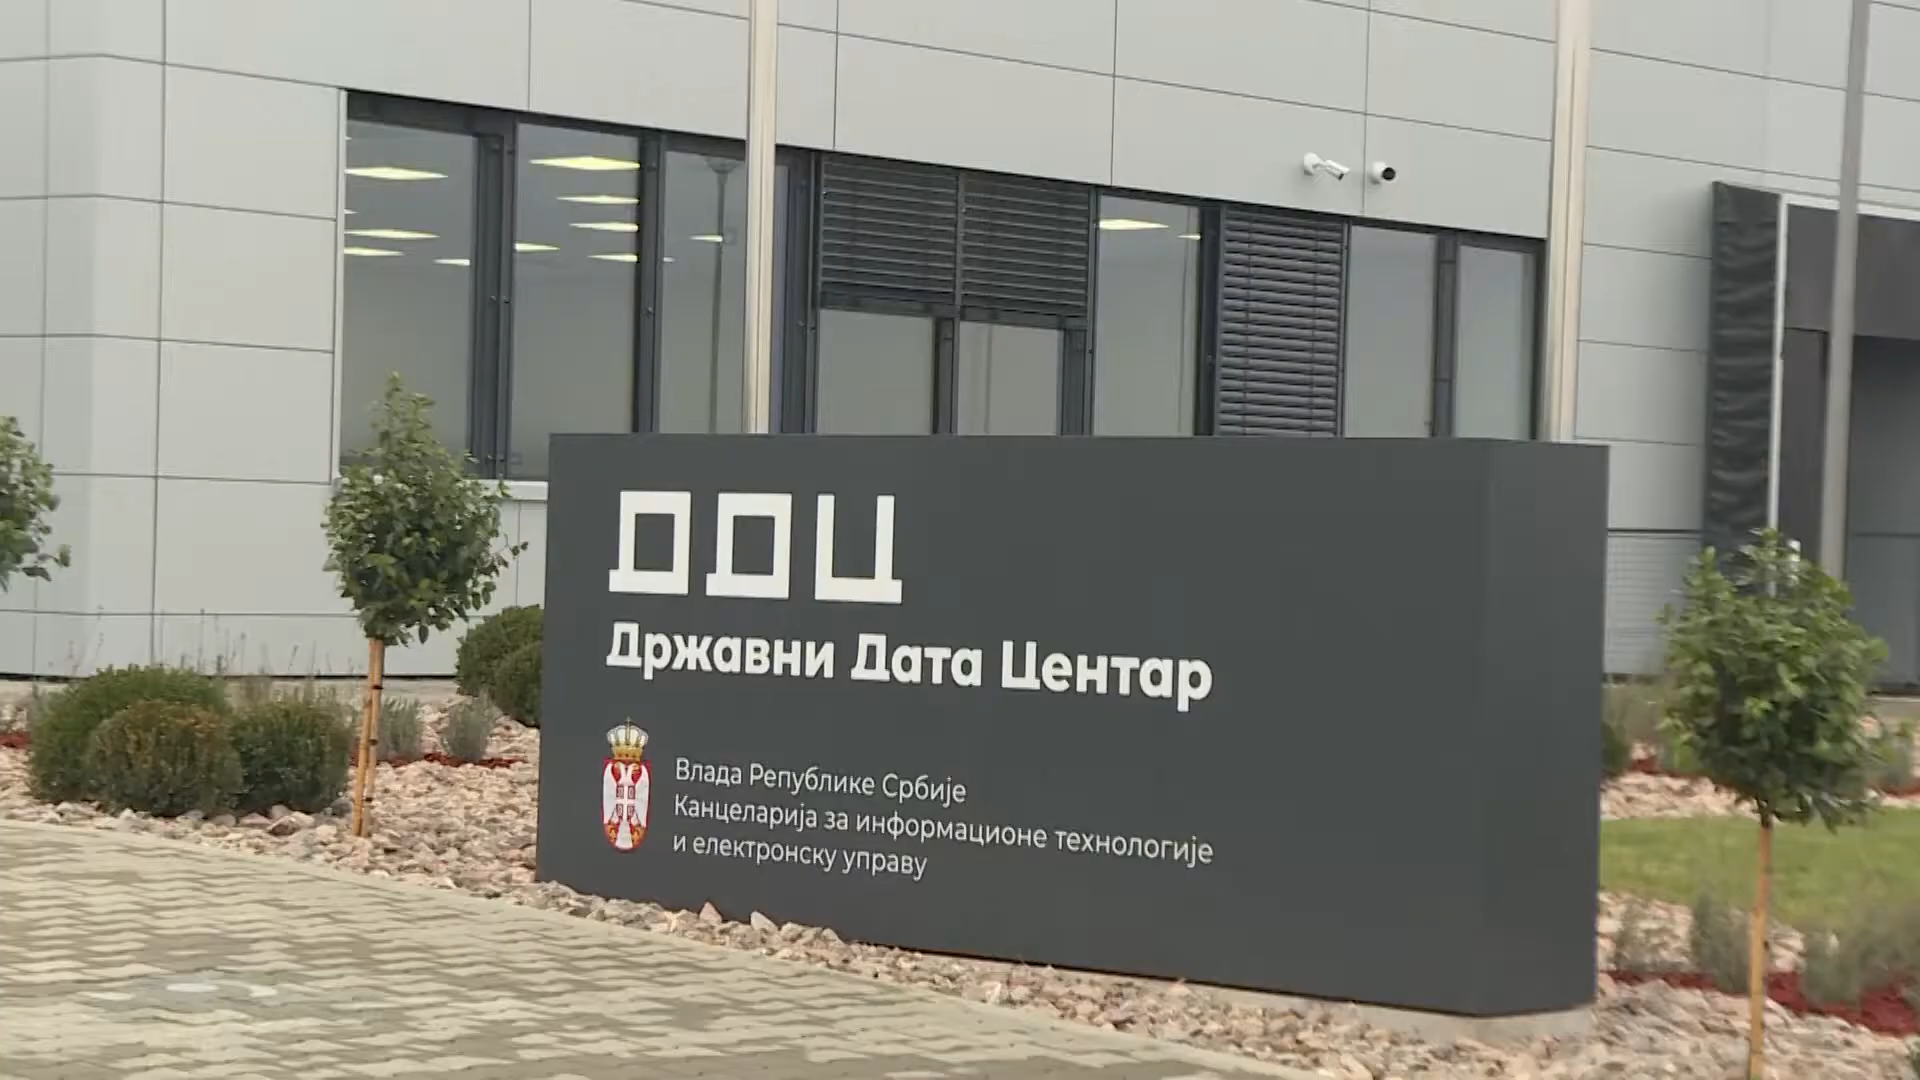 ДДЦ
Државни Дата Центар
Влада Републике Србије
Канцеларија за информационе технологије
и електронску управу